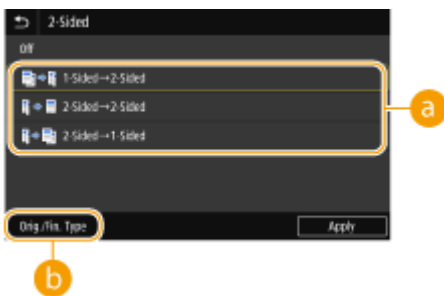 2-Sided
Off
1-Sided→2-Sided
2-Sided→2-Sided
2-Sided→1-Sided
a
Orig./Fin. Type
Apply
b